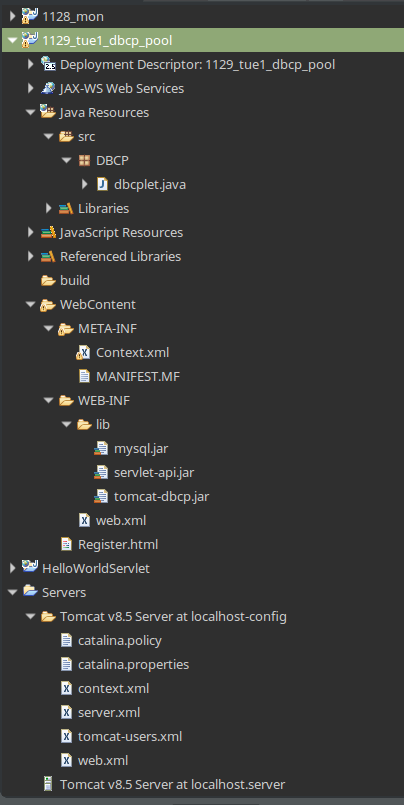 1128_mon
1129_tue1_dbcp_pool
Deployment Descriptor: 1129_tue1_dbcp_pool
JAX-WS Web Services
Java Resources
src
DBCP
dbcplet.java
Libraries
JavaScript Resources
Referenced Libraries
build
WebContent
META-INF
Context.xml
MANIFEST.MF
WEB-INF
lib
mysql.jar
servlet-api.jar
tomcat-dbcp.jar
web.xml
Register.html
HelloWorldServlet
Servers
Tomcat v8.5 Server at localhost-config
catalina.policy
catalina.properties
context.xml
server.xml
tomcat-users.xml
web.xml
Tomcat v8.5 Server at localhost.server